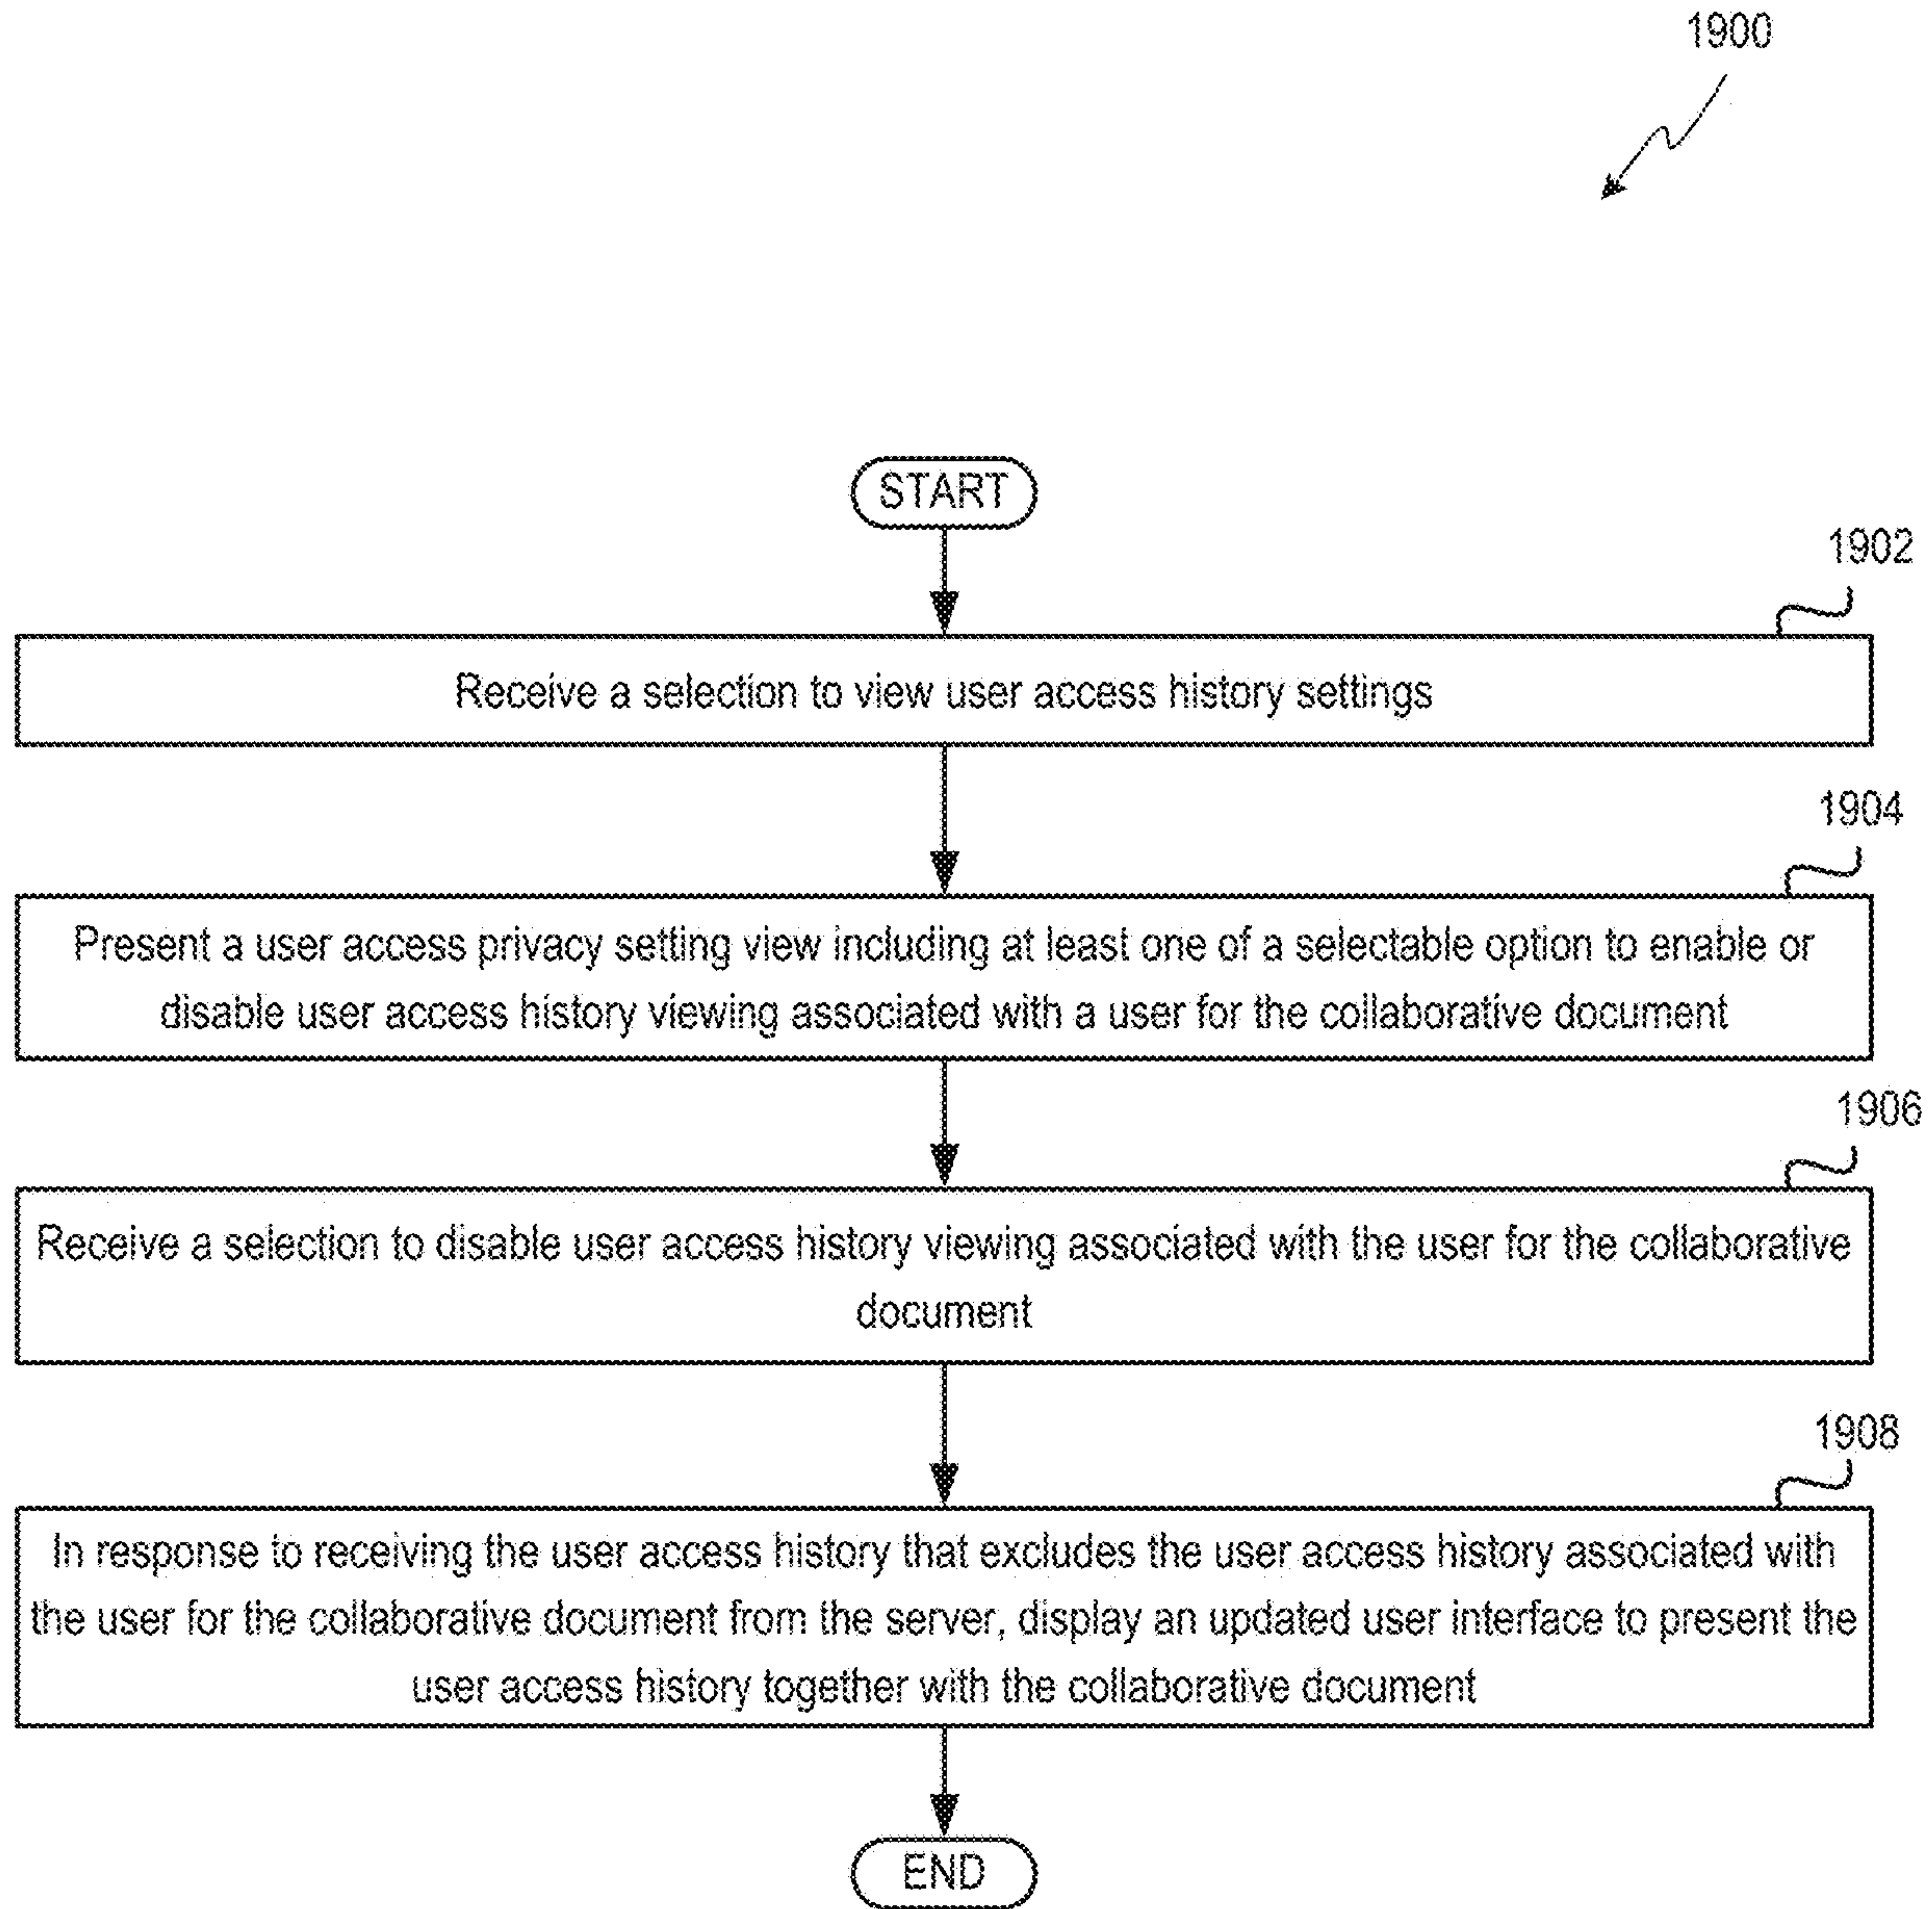 1900
START
1902
Receive a selection to view user access history settings
1904
Present a user access privacy setting view including at least one of a selectable option to enable or
disable user access history viewing associated with a user for the collaborative document
1906
Receive a selection to disable user access history viewing associated with the user for the collaborative
document
1908
In response to receiving the user access history that excludes the user access history associated with
the user for the collaborative document from the server, display an updated user interface to present the
user access history together with the collaborative document
END